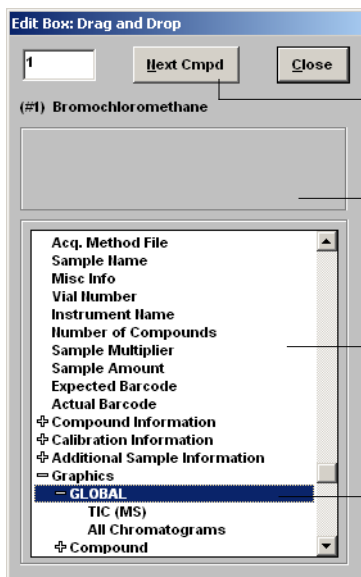 Edit Box: Drag and Drop
1 Next Cmpd Close
(#1) Bromochloromethane
Acq. Method File
Sample Name
Misc Info
Vial Number
Instrument Name
Number of Compounds
Sample Multiplier
Sample Amount
Expected Barcode
Actual Barcode
Compound Information
Calibration Information
Additional Sample Information
Graphics
GLOBAL
TIC (MS)
All Chromatograms
Compound